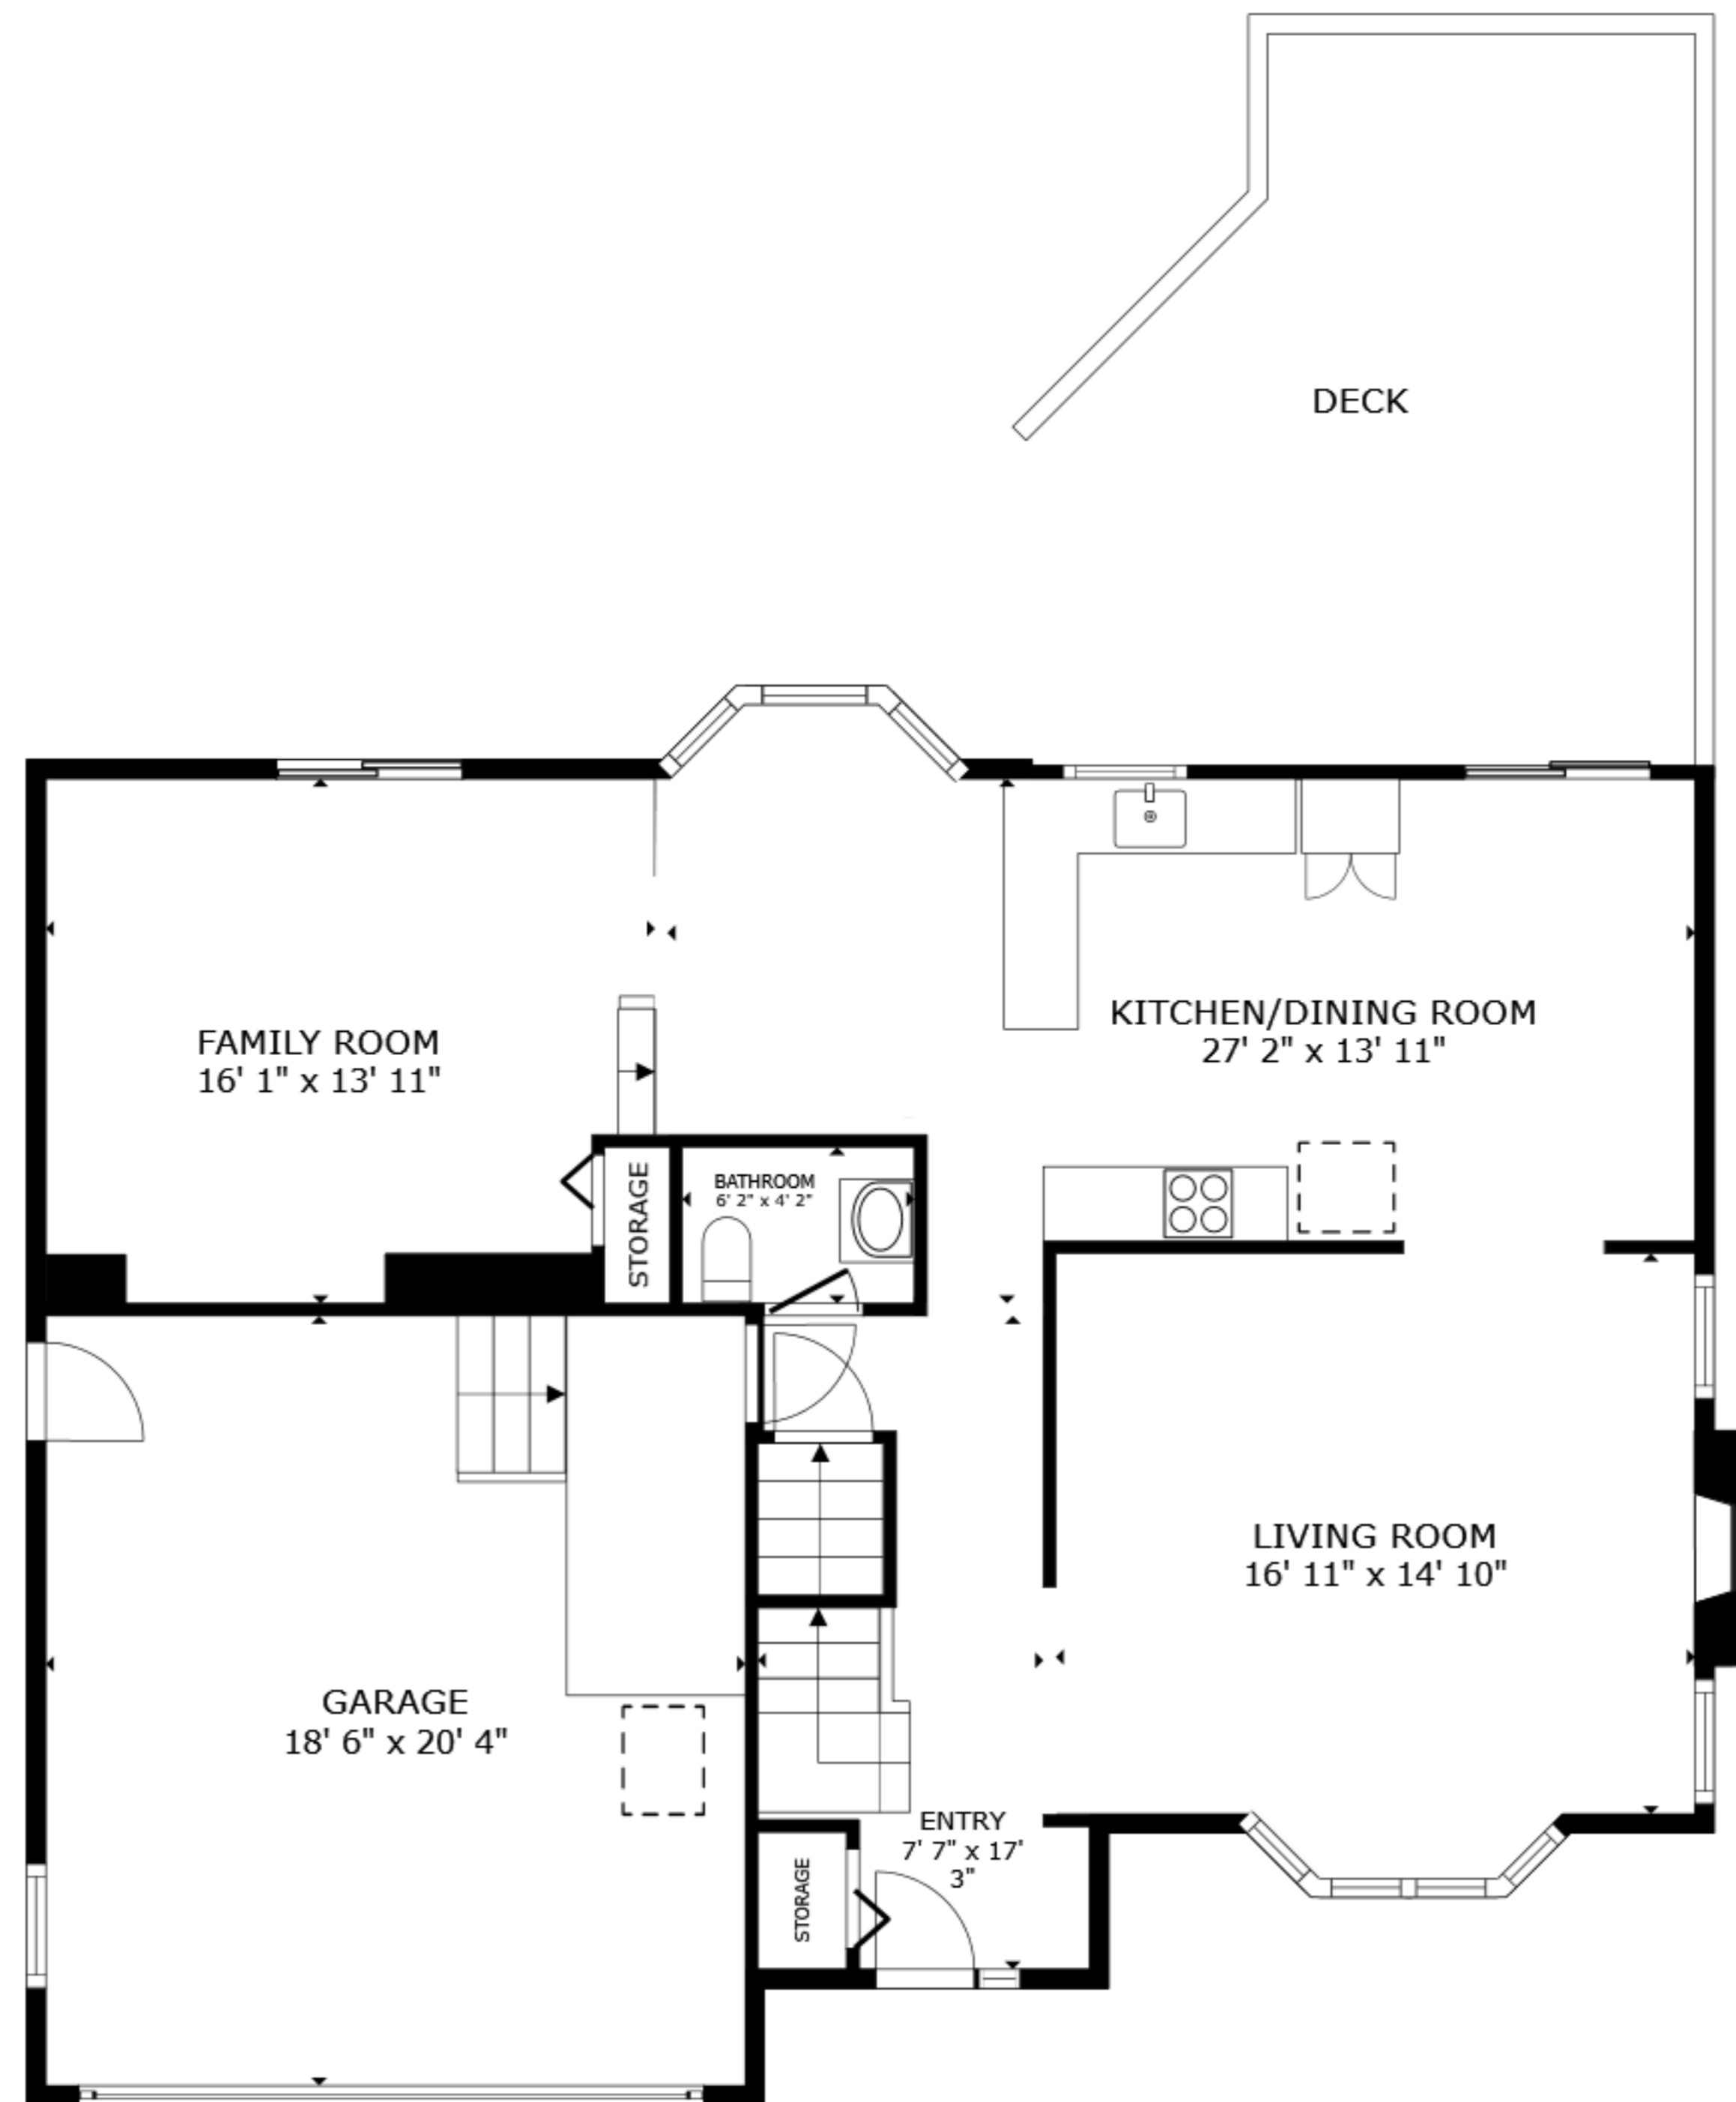 DECK
KITCHEN/DINING ROOM
27' 2" x 13' 11"
FAMILY ROOM
16' 1" x 13' 11"
STORAGE
BATHROOM
6' 2" x 4' 2"
LIVING ROOM
16' 11" x 14' 10"
GARAGE
18' 6" x 20' 4"
ENTRY
7' 7" x 17'
3"
STORAGE